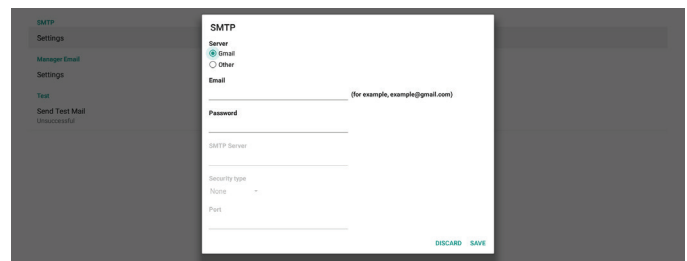 SMTP
Settings
Manager Email
Settings
Test
Send Test Mail
Unsuccessful
SMTP
Server
Gmail
Other
Email
(for example, example@gmail.com)
Password
SMTP Server
Security type
None
Port
DISCARD SAVE